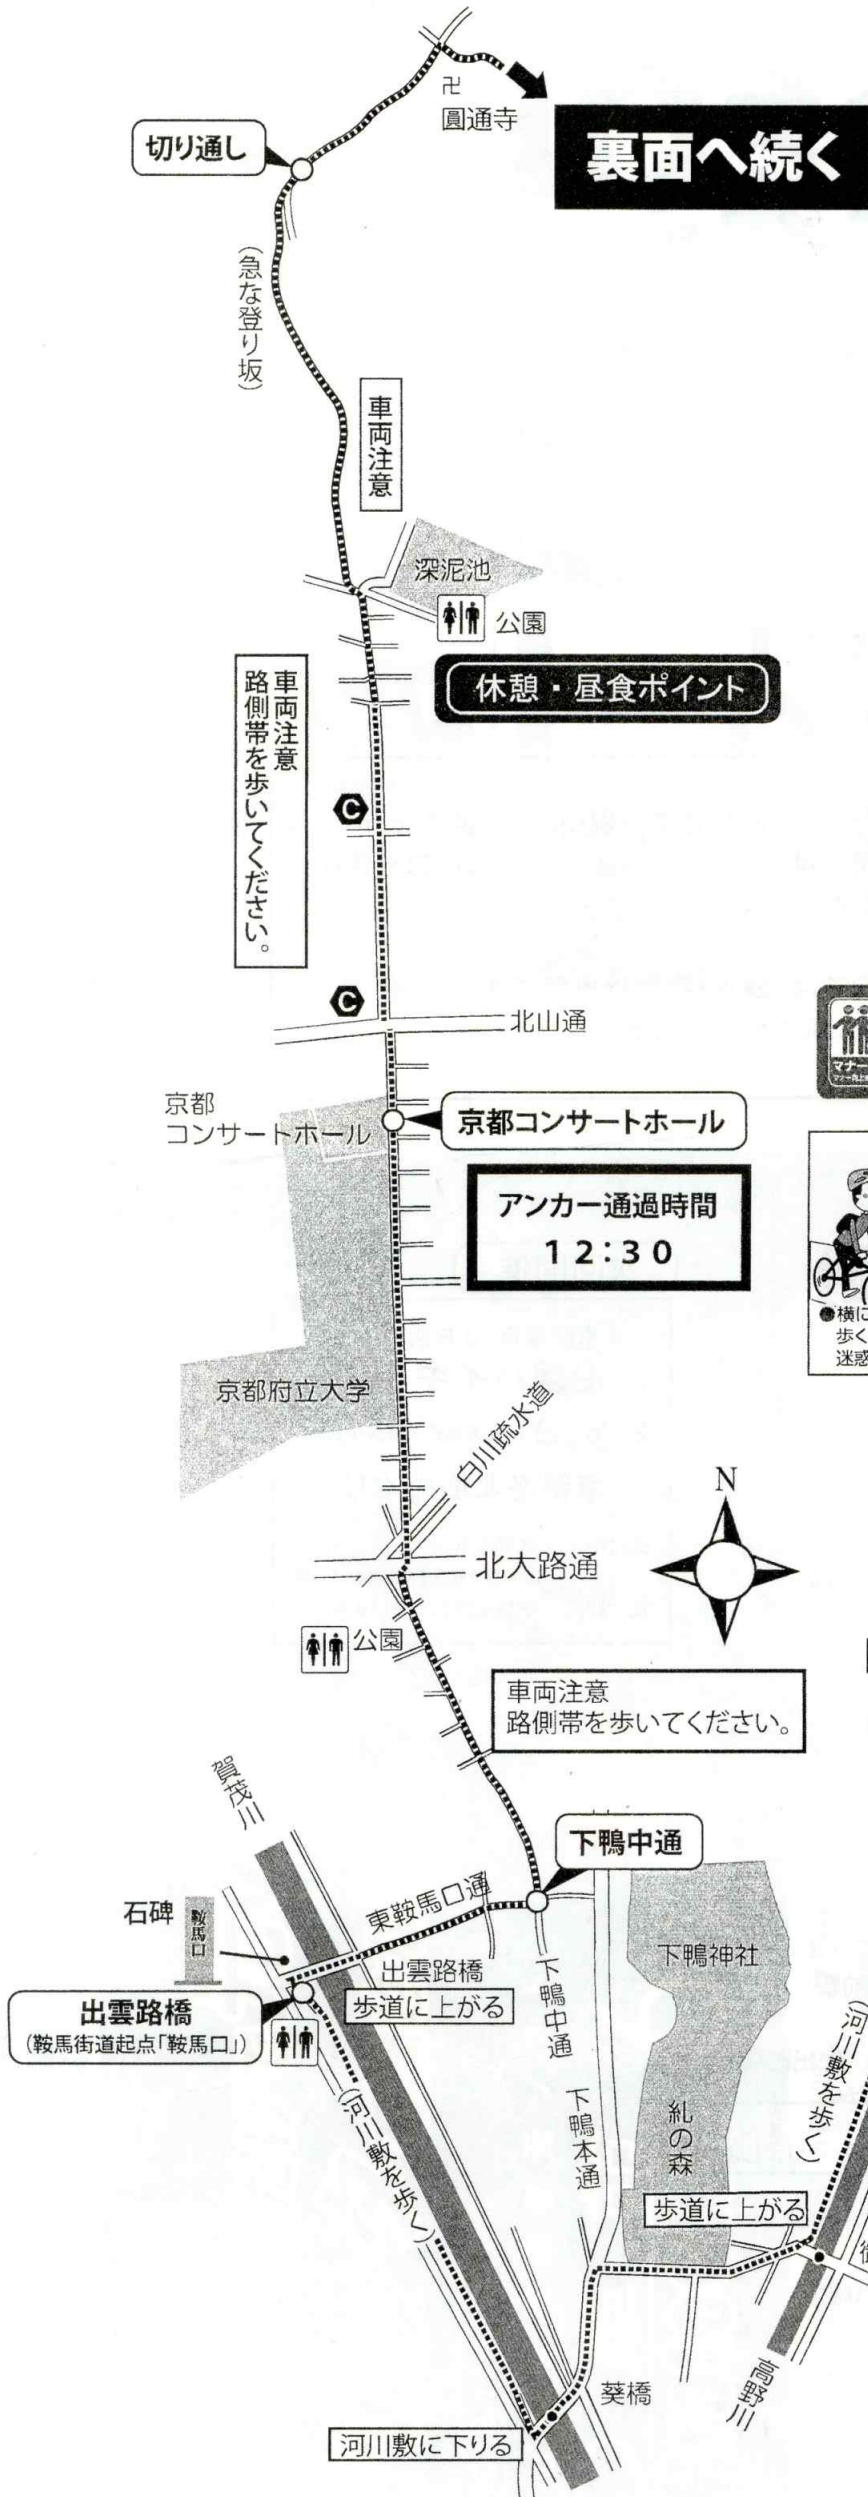 卍
圓通寺
裏面へ続く
切り通し
(急な登り坂)
車両注意
深泥池
公園
休憩・昼食ポイント
車両注意
路側帯を歩いてください。
C
C
北山通
マナー
京都
コンサートホール
京都コンサートホール
アンカー通過時間
12:30
●横に
歩く
迷惑
京都府立大学
白川疏水道
N
北大路通
公園
車両注意
路側帯を歩いてください。
賀茂川
下鴨中通
東鞍馬口通
石碑
鞍馬口
出雲路橋
歩道に上がる
出雲路橋
(鞍馬街道起点「鞍馬口」)
下鴨中通
下鴨神社
(河川敷を歩く)
(河川敷を歩く)
下鴨本通
糺の森
歩道に上がる
葵橋
高野川
河川敷に下りる